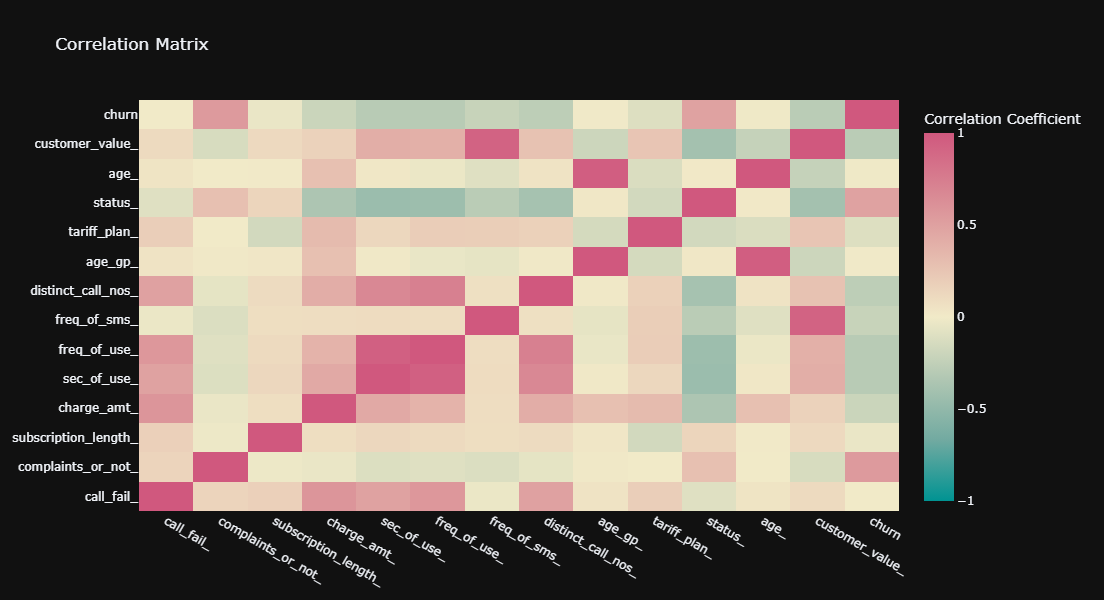 Correlation Matrix
churn
customer_value_
age_
status_
tariff_plan_
age_gp_
distinct_call_nos_
freq_of_sms_
freq_of_use_
sec_of_use_
charge_amt_
subscription_length_
complaints_or_not_
call_fail_
call_fail_
complaints_or_not_
subscription_length_
charge_amt_
sec_of_use_
freq_of_use_
freq_of_sms_
distinct_call_nos_
age_gp_
tariff_plan_
status_
age_
customer_value_
churn
Correlation Coefficient
1
0.5
0
−0.5
−1